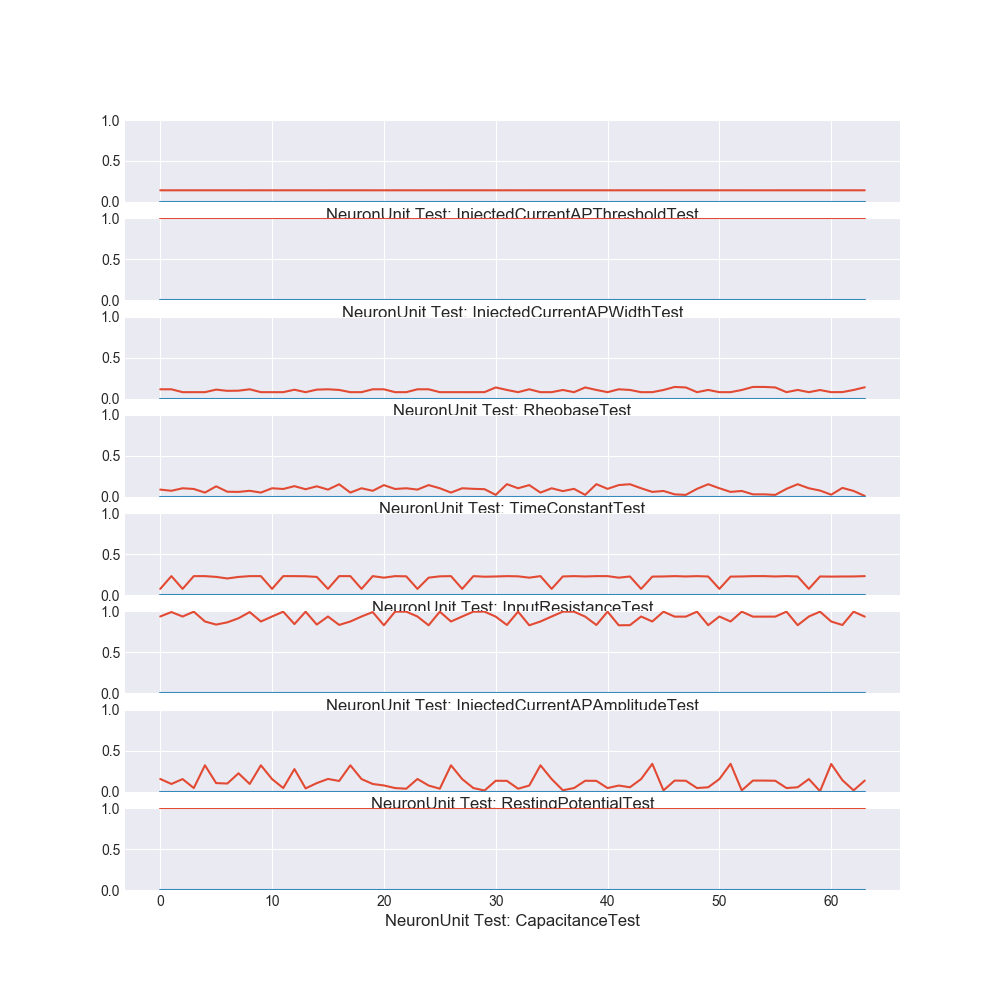 1.0
0.5
0.0
NeuronUnit Test: InjectedCurrentAPThresholdTest
1.0
0.5
0.0
NeuronUnit Test: InjectedCurrentAPWidthTest
1.0
0.5
0.0
NeuronUnit Test: RheobaseTest
1.0
0.5
0.0
NeuronUnit Test: TimeConstantTest
1.0
0.5
0.0
NeuronUnit Test: InputResistanceTest
1.0
0.5
0.0
NeuronUnit Test: InjectedCurrentAPAmplitudeTest
1.0
0.5
0.0
NeuronUnit Test: RestingPotentialTest
1.0
0.5
0.0
0 10 20 30 40 50 60
NeuronUnit Test: CapacitanceTest